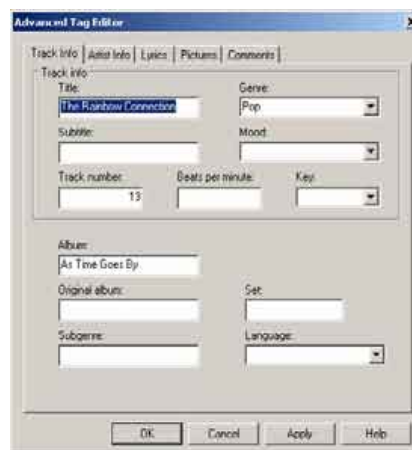 Advanced Tag Editor
Track Info Artist Info Lyrics Pictures Comments
Track info
Title: Genre:
The Rainbow Connection Pop
Subtitle: Mood:
Track number: Beats per minute: Key:
13
Album:
As Time Goes By
Original album: Set:
Subgenre: Language:
OK Cancel Apply Help